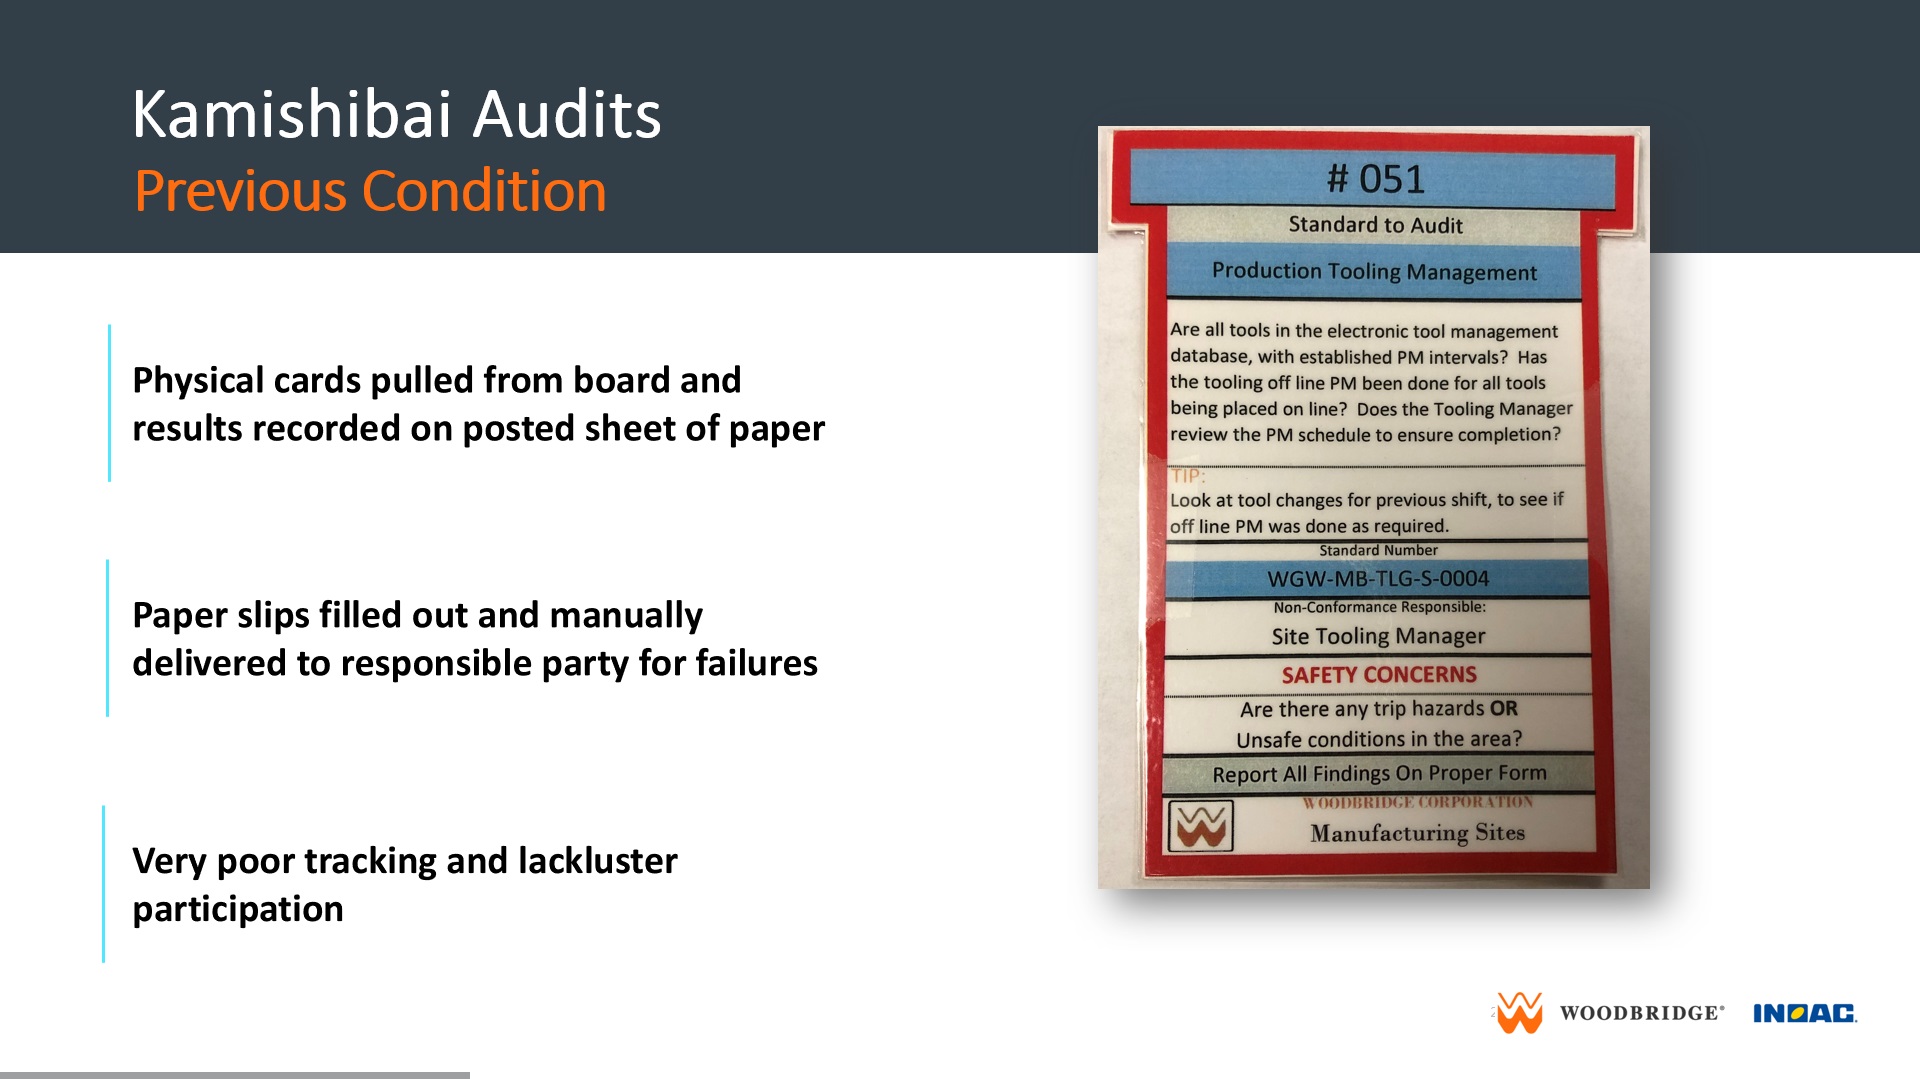 Kamishibai Audits
Previous Condition
Physical cards pulled from board and
results recorded on posted sheet of paper
Paper slips filled out and manually
delivered to responsible party for failures
Very poor tracking and lackluster
participation
# 051
Standard to Audit
Production Tooling Management
Are all tools in the electronic tool management
database, with established PM intervals? Has
the tooling off line PM been done for all tools
being placed on line? Does the Tooling Manager
review the PM schedule to ensure completion?
TIP:
Look at tool changes for previous shift, to see if
off line PM was done as required.
Standard Number
WGW-MB-TLG-S-0004
Non-Conformance Responsible:
Site Tooling Manager
SAFETY CONCERNS
Are there any trip hazards OR
Unsafe conditions in the area?
Report All Findings On Proper Form
WOODBRIDGE CORPORATION
Manufacturing Sites
WOODBRIDGE®
INOAC